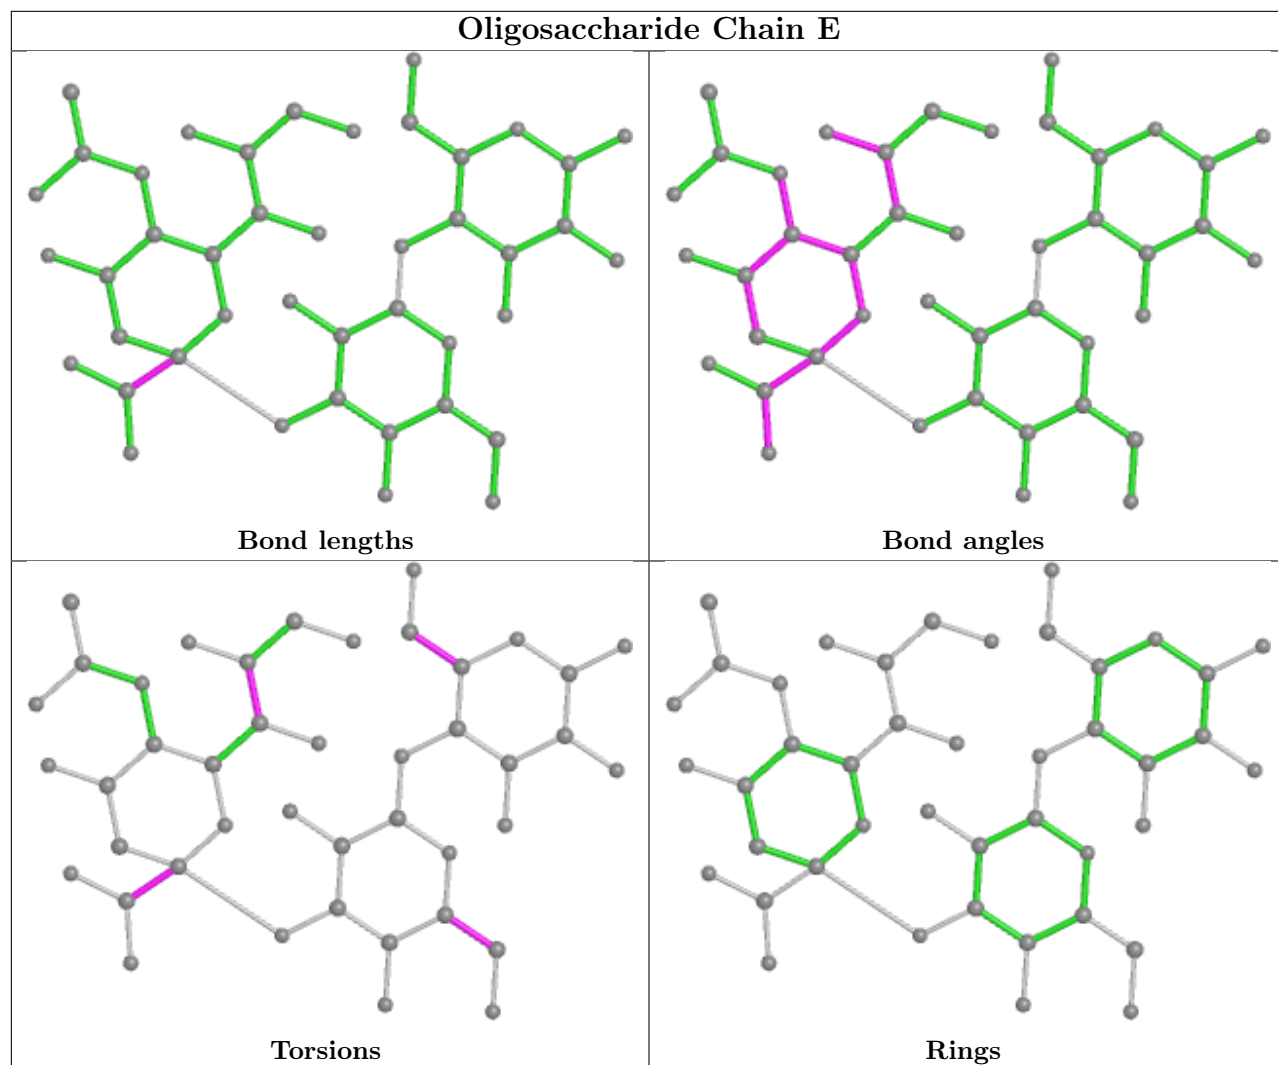 Oligosaccharide Chain E
Bond lengths
Bond angles
Torsions
Rings